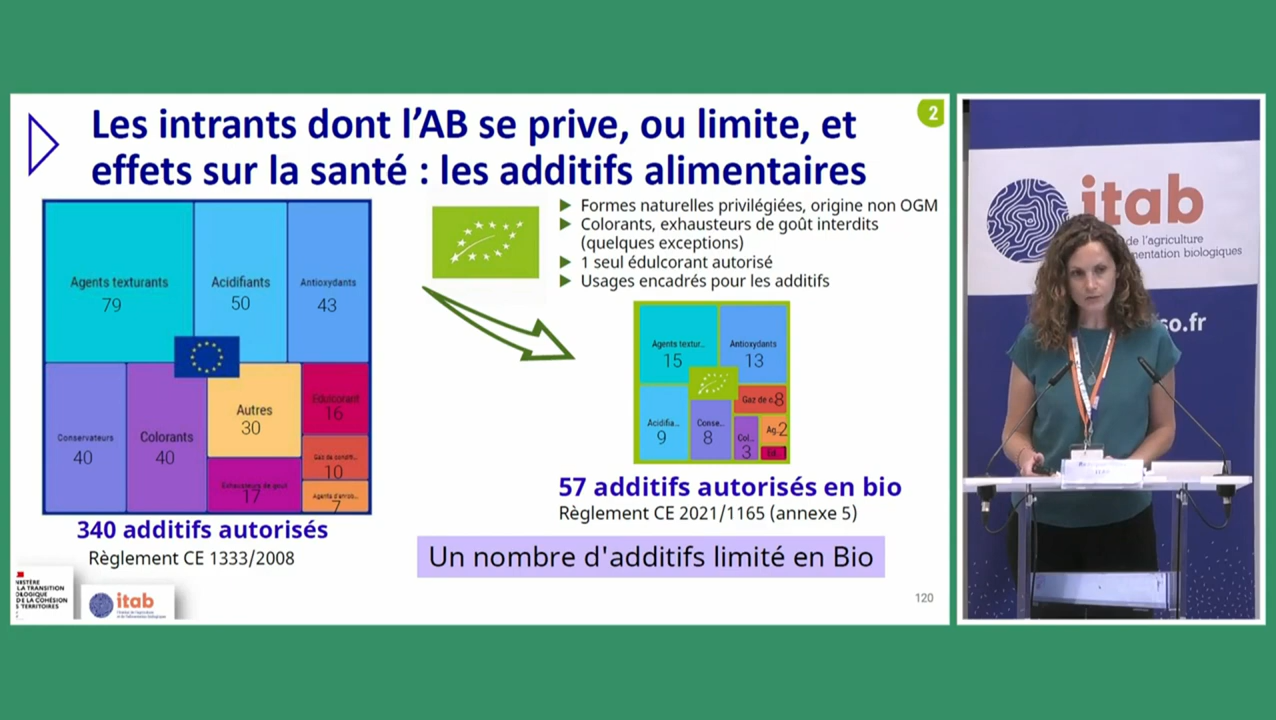 Les intrants dont l'AB se prive, ou limite, et
effets sur la santé : les additifs alimentaires
2
Agents texturants
79
Acidifiants
50
Antioxydants
43
Conservateurs
40
Colorants
40
Autres
30
Edulcorant
16
Gaz de conditi...
10
Exhausteurs de gout
17
Agents d'enrob...
7
340 additifs autorisés
Règlement CE 1333/2008
Formes naturelles privilégiées, origine non OGM
Colorants, exhausteurs de goût interdits
(quelques exceptions)
1 seul édulcorant autorisé
Usages encadrés pour les additifs
Agents textur...
15
Antioxydants
13
Acidifia...
9
Conse...
8
Gaz de c...
8
Col...
3
Ag...
2
57 additifs autorisés en bio
Règlement CE 2021/1165 (annexe 5)
Un nombre d'additifs limité en Bio
120
NISTÈRE
LA TRANSITION
OLOGIQUE
DE LA COHÉSION
S TERRITOIRES
itab
itab
de l'agriculture
mentation biologiques
so.fr